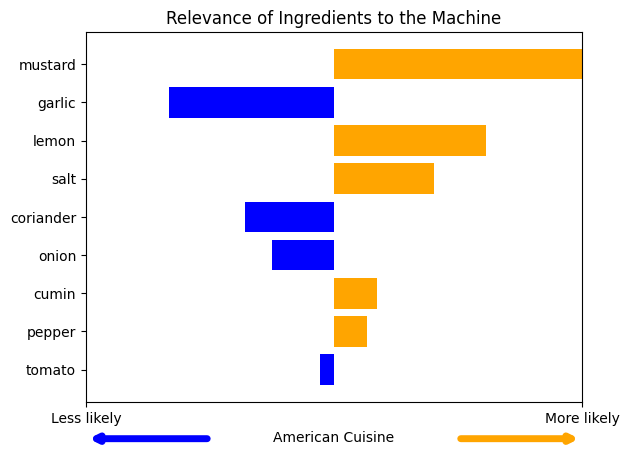 Relevance of Ingredients to the Machine
mustard
garlic
lemon
salt
coriander
onion
cumin
pepper
tomato
Less likely
More likely
American Cuisine